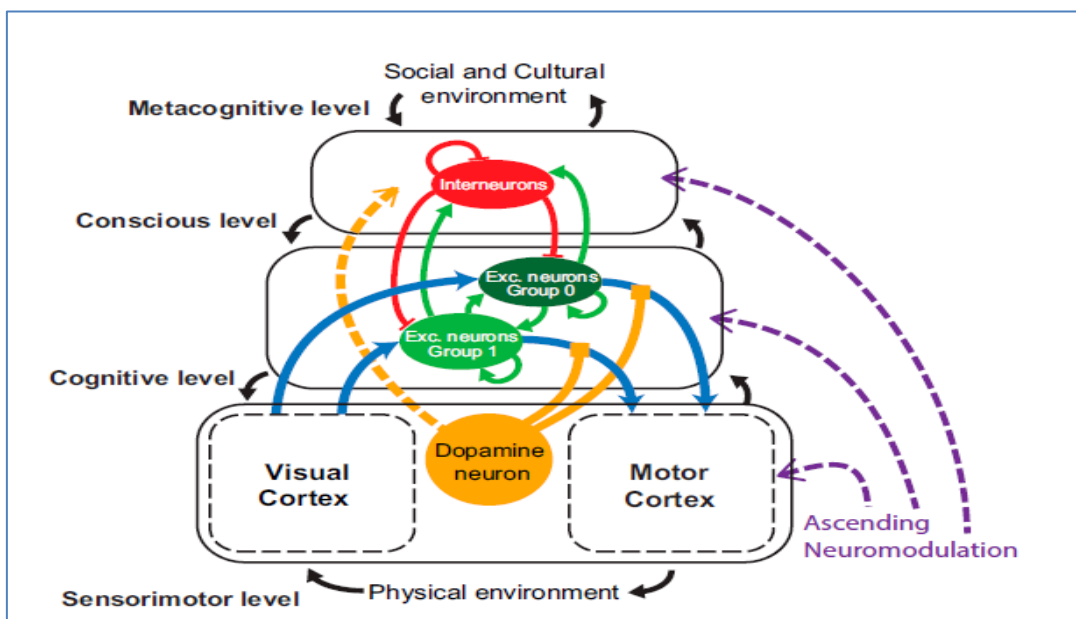 Social and Cultural
environment
Metacognitive level
Interneurons
Conscious level
Exc. neurons
Group 0
Exc. neurons
Group 1
Cognitive level
Dopamine
neuron
Visual
Cortex
Motor
Cortex
Ascending
Neuromodulation
Physical environment
Sensorimotor level